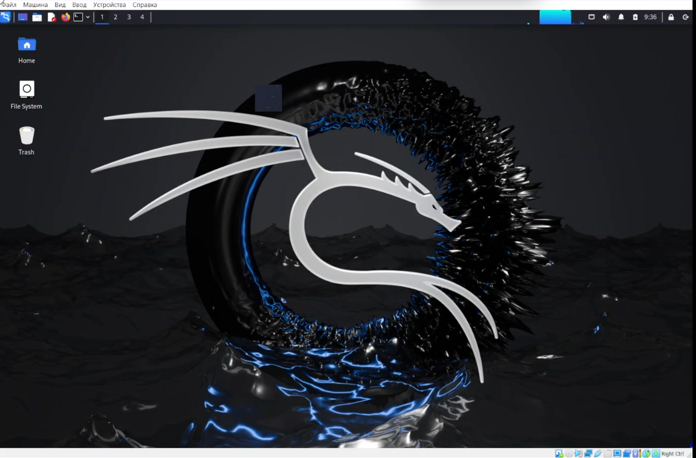 Файл Машина Вид Ввод Устройства Справка
1 2 3 4 9:36
Home
File System
Trash
Right Ctrl